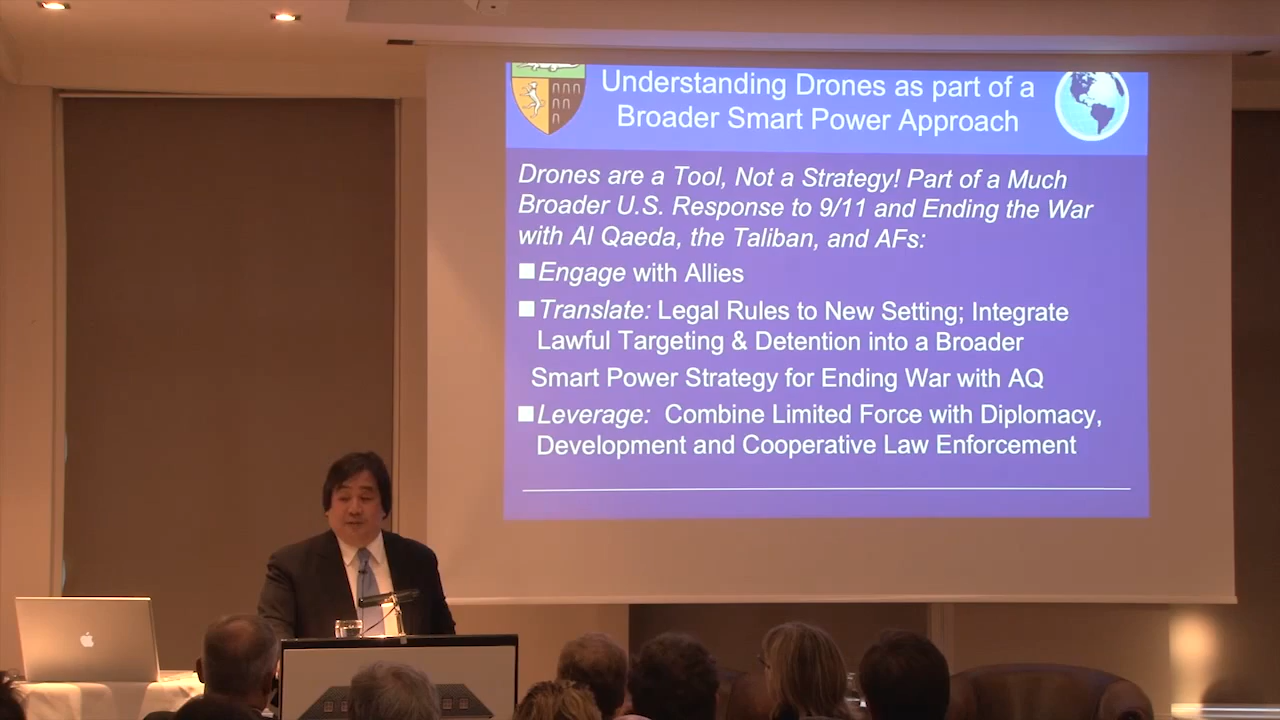 Understanding Drones as part of a
Broader Smart Power Approach
Drones are a Tool, Not a Strategy! Part of a Much
Broader U.S. Response to 9/11 and Ending the War
with Al Qaeda, the Taliban, and AFs:
Engage with Allies
Translate: Legal Rules to New Setting; Integrate
Lawful Targeting & Detention into a Broader
Smart Power Strategy for Ending War with AQ
Leverage: Combine Limited Force with Diplomacy,
Development and Cooperative Law Enforcement